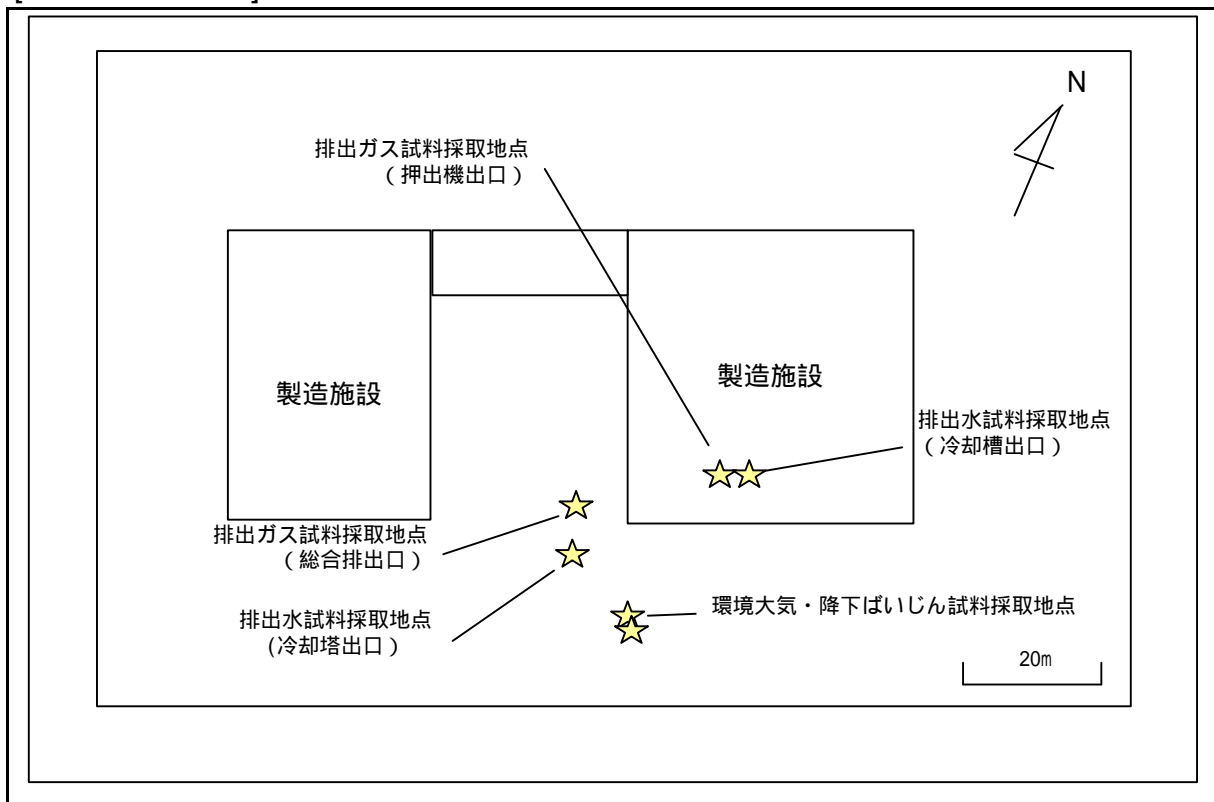 N
排出ガス試料採取地点
（押出機出口）
製造施設
製造施設
排出水試料採取地点
（冷却槽出口）
排出ガス試料採取地点
（総合排出口）
環境大気・降下ばいじん試料採取地点
排出水試料採取地点
(冷却塔出口）
20m